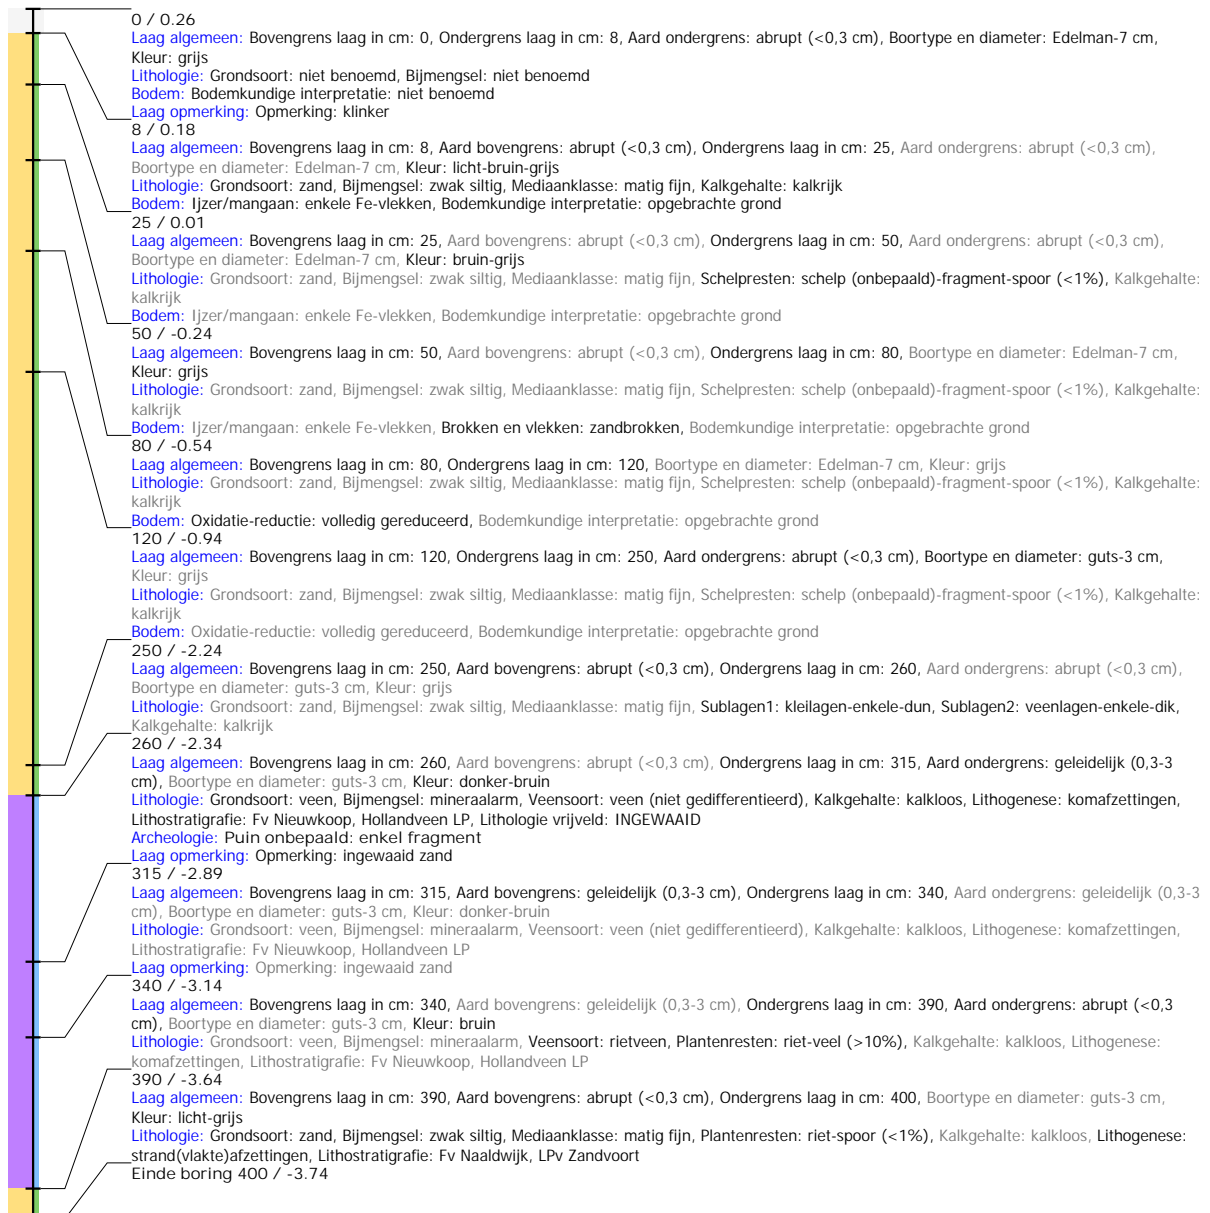 0 / 0.26
Laag algemeen: Bovengrens laag in cm: 0, Ondergrens laag in cm: 8, Aard ondergrens: abrupt (<0,3 cm), Boortype en diameter: Edelman-7 cm,
Kleur: grijs
Lithologie: Grondsoort: niet benoemd, Bijmengsel: niet benoemd
Bodem: Bodemkundige interpretatie: niet benoemd
Laag opmerking: Opmerking: klinker
8 / 0.18
Laag algemeen: Bovengrens laag in cm: 8, Aard bovengrens: abrupt (<0,3 cm), Ondergrens laag in cm: 25, Aard ondergrens: abrupt (<0,3 cm),
Boortype en diameter: Edelman-7 cm, Kleur: licht-bruin-grijs
Lithologie: Grondsoort: zand, Bijmengsel: zwak siltig, Mediaanklasse: matig fijn, Kalkgehalte: kalkrijk
Bodem: Ijzer/mangaan: enkele Fe-vlekken, Bodemkundige interpretatie: opgebrachte grond
25 / 0.01
Laag algemeen: Bovengrens laag in cm: 25, Aard bovengrens: abrupt (<0,3 cm), Ondergrens laag in cm: 50, Aard ondergrens: abrupt (<0,3 cm),
Boortype en diameter: Edelman-7 cm, Kleur: bruin-grijs
Lithologie: Grondsoort: zand, Bijmengsel: zwak siltig, Mediaanklasse: matig fijn, Schelpresten: schelp (onbepaald)-fragment-spoor (<1%), Kalkgehalte:
kalkrijk
Bodem: Ijzer/mangaan: enkele Fe-vlekken, Bodemkundige interpretatie: opgebrachte grond
50 / -0.24
Laag algemeen: Bovengrens laag in cm: 50, Aard bovengrens: abrupt (<0,3 cm), Ondergrens laag in cm: 80, Boortype en diameter: Edelman-7 cm,
Kleur: grijs
Lithologie: Grondsoort: zand, Bijmengsel: zwak siltig, Mediaanklasse: matig fijn, Schelpresten: schelp (onbepaald)-fragment-spoor (<1%), Kalkgehalte:
kalkrijk
Bodem: Ijzer/mangaan: enkele Fe-vlekken, Brokken en vlekken: zandbrokken, Bodemkundige interpretatie: opgebrachte grond
80 / -0.54
Laag algemeen: Bovengrens laag in cm: 80, Ondergrens laag in cm: 120, Boortype en diameter: Edelman-7 cm, Kleur: grijs
Lithologie: Grondsoort: zand, Bijmengsel: zwak siltig, Mediaanklasse: matig fijn, Schelpresten: schelp (onbepaald)-fragment-spoor (<1%), Kalkgehalte:
kalkrijk
Bodem: Oxidatie-reductie: volledig gereduceerd, Bodemkundige interpretatie: opgebrachte grond
120 / -0.94
Laag algemeen: Bovengrens laag in cm: 120, Ondergrens laag in cm: 250, Aard ondergrens: abrupt (<0,3 cm), Boortype en diameter: guts-3 cm,
Kleur: grijs
Lithologie: Grondsoort: zand, Bijmengsel: zwak siltig, Mediaanklasse: matig fijn, Schelpresten: schelp (onbepaald)-fragment-spoor (<1%), Kalkgehalte:
kalkrijk
Bodem: Oxidatie-reductie: volledig gereduceerd, Bodemkundige interpretatie: opgebrachte grond
250 / -2.24
Laag algemeen: Bovengrens laag in cm: 250, Aard bovengrens: abrupt (<0,3 cm), Ondergrens laag in cm: 260, Aard ondergrens: abrupt (<0,3 cm),
Boortype en diameter: guts-3 cm, Kleur: grijs
Lithologie: Grondsoort: zand, Bijmengsel: zwak siltig, Mediaanklasse: matig fijn, Sublagen1: kleilagen-enkele-dun, Sublagen2: veenlagen-enkele-dik,
Kalkgehalte: kalkrijk
260 / -2.34
Laag algemeen: Bovengrens laag in cm: 260, Aard bovengrens: abrupt (<0,3 cm), Ondergrens laag in cm: 315, Aard ondergrens: geleidelijk (0,3-3
cm), Boortype en diameter: guts-3 cm, Kleur: donker-bruin
Lithologie: Grondsoort: veen, Bijmengsel: mineraalarm, Veensoort: veen (niet gedifferentieerd), Kalkgehalte: kalkloos, Lithogenese: komafzettingen,
Lithostratigrafie: Fv Nieuwkoop, Hollandveen LP, Lithologie vrijveld: INGEWAAID
Archeologie: Puin onbepaald: enkel fragment
Laag opmerking: Opmerking: ingewaaid zand
315 / -2.89
Laag algemeen: Bovengrens laag in cm: 315, Aard bovengrens: geleidelijk (0,3-3 cm), Ondergrens laag in cm: 340, Aard ondergrens: geleidelijk (0,3-3
cm), Boortype en diameter: guts-3 cm, Kleur: donker-bruin
Lithologie: Grondsoort: veen, Bijmengsel: mineraalarm, Veensoort: veen (niet gedifferentieerd), Kalkgehalte: kalkloos, Lithogenese: komafzettingen,
Lithostratigrafie: Fv Nieuwkoop, Hollandveen LP
Laag opmerking: Opmerking: ingewaaid zand
340 / -3.14
Laag algemeen: Bovengrens laag in cm: 340, Aard bovengrens: geleidelijk (0,3-3 cm), Ondergrens laag in cm: 390, Aard ondergrens: abrupt (<0,3
cm), Boortype en diameter: guts-3 cm, Kleur: bruin
Lithologie: Grondsoort: veen, Bijmengsel: mineraalarm, Veensoort: rietveen, Plantenresten: riet-veel (>10%), Kalkgehalte: kalkloos, Lithogenese:
komafzettingen, Lithostratigrafie: Fv Nieuwkoop, Hollandveen LP
390 / -3.64
Laag algemeen: Bovengrens laag in cm: 390, Aard bovengrens: abrupt (<0,3 cm), Ondergrens laag in cm: 400, Boortype en diameter: guts-3 cm,
Kleur: licht-grijs
Lithologie: Grondsoort: zand, Bijmengsel: zwak siltig, Mediaanklasse: matig fijn, Plantenresten: riet-spoor (<1%), Kalkgehalte: kalkloos, Lithogenese:
strand(vlakte)afzettingen, Lithostratigrafie: Fv Naaldwijk, LPv Zandvoort
Einde boring 400 / -3.74